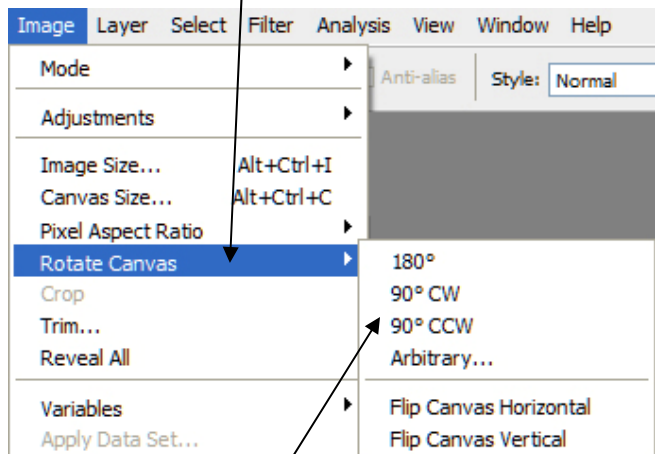 Image Layer Select Filter Analysis View Window Help
Anti-alias Style: Normal
Mode
Adjustments
Image Size... Alt+Ctrl+I
Canvas Size... Alt+Ctrl+C
Pixel Aspect Ratio
Rotate Canvas
Crop
Trim...
Reveal All
Variables
Apply Data Set...
180°
90° CW
90° CCW
Arbitrary...
Flip Canvas Horizontal
Flip Canvas Vertical